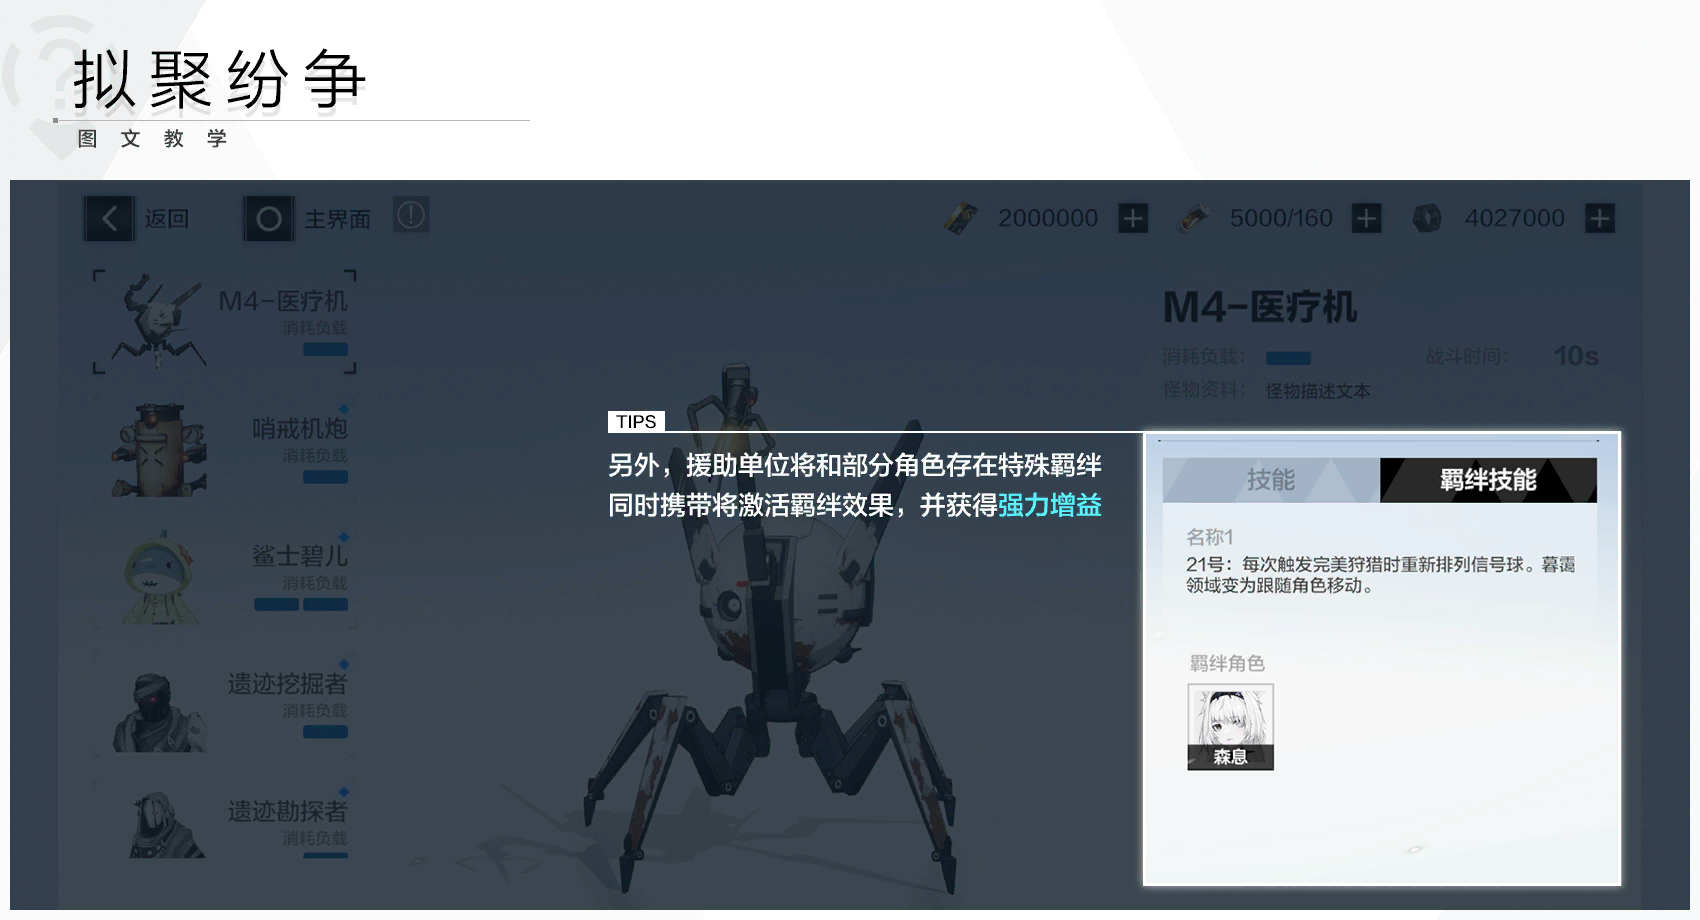 拟聚纷争
图文教学
返回
主界面
2000000
5000/160
4027000
M4-医疗机
消耗负载
哨戒机炮
消耗负载
鲨士碧儿
消耗负载
遗迹挖掘者
消耗负载
遗迹勘探者
消耗负载
M4-医疗机
消耗负载：
战斗时间：
10s
怪物资料：
怪物描述文本
TIPS
另外，援助单位将和部分角色存在特殊羁绊
同时携带将激活羁绊效果，并获得强力增益
技能
羁绊技能
名称1
21号：每次触发完美狩猎时重新排列信号球。暮霭
领域变为跟随角色移动。
羁绊角色
森息